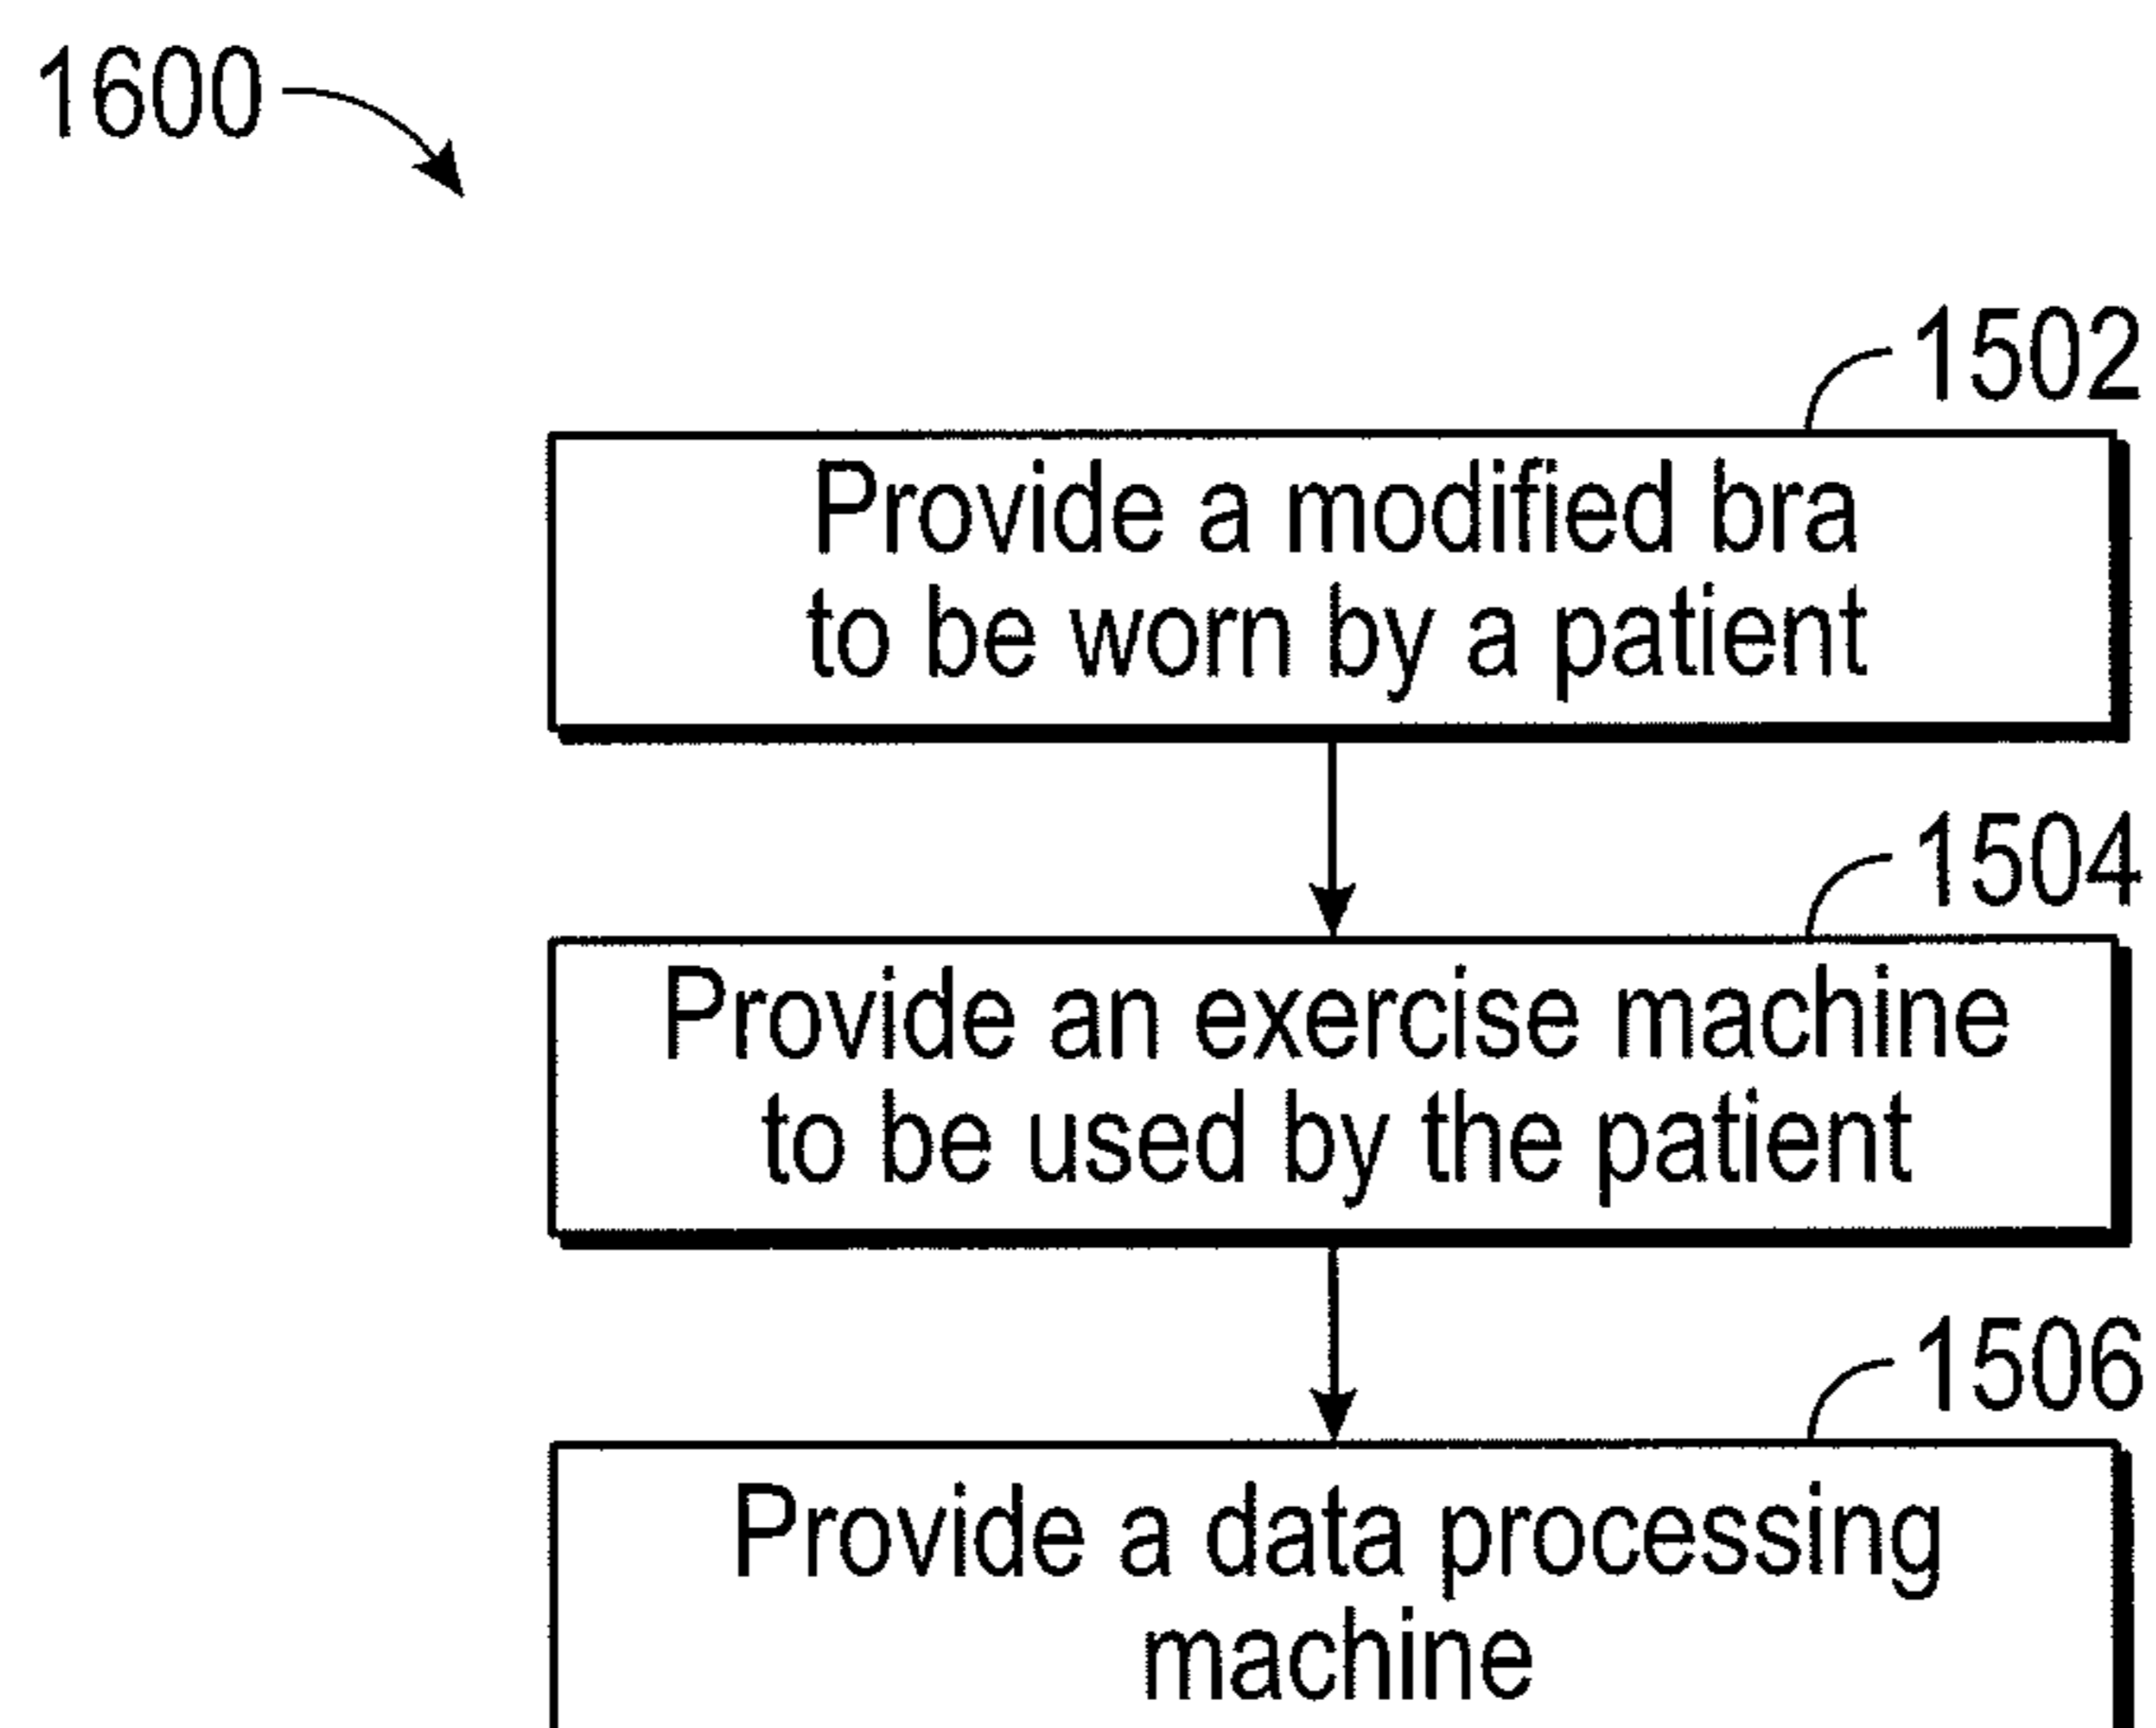 1600
1502
Provide a modified bra
to be worn by a patient
1504
Provide an exercise machine
to be used by the patient
1506
Provide a data processing
machine